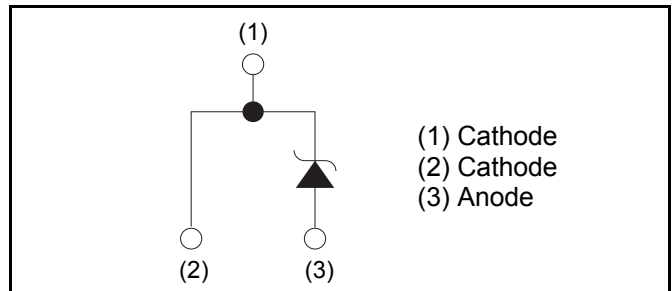 (1)
(1) Cathode
(2) Cathode
(3) Anode
(2) (3)